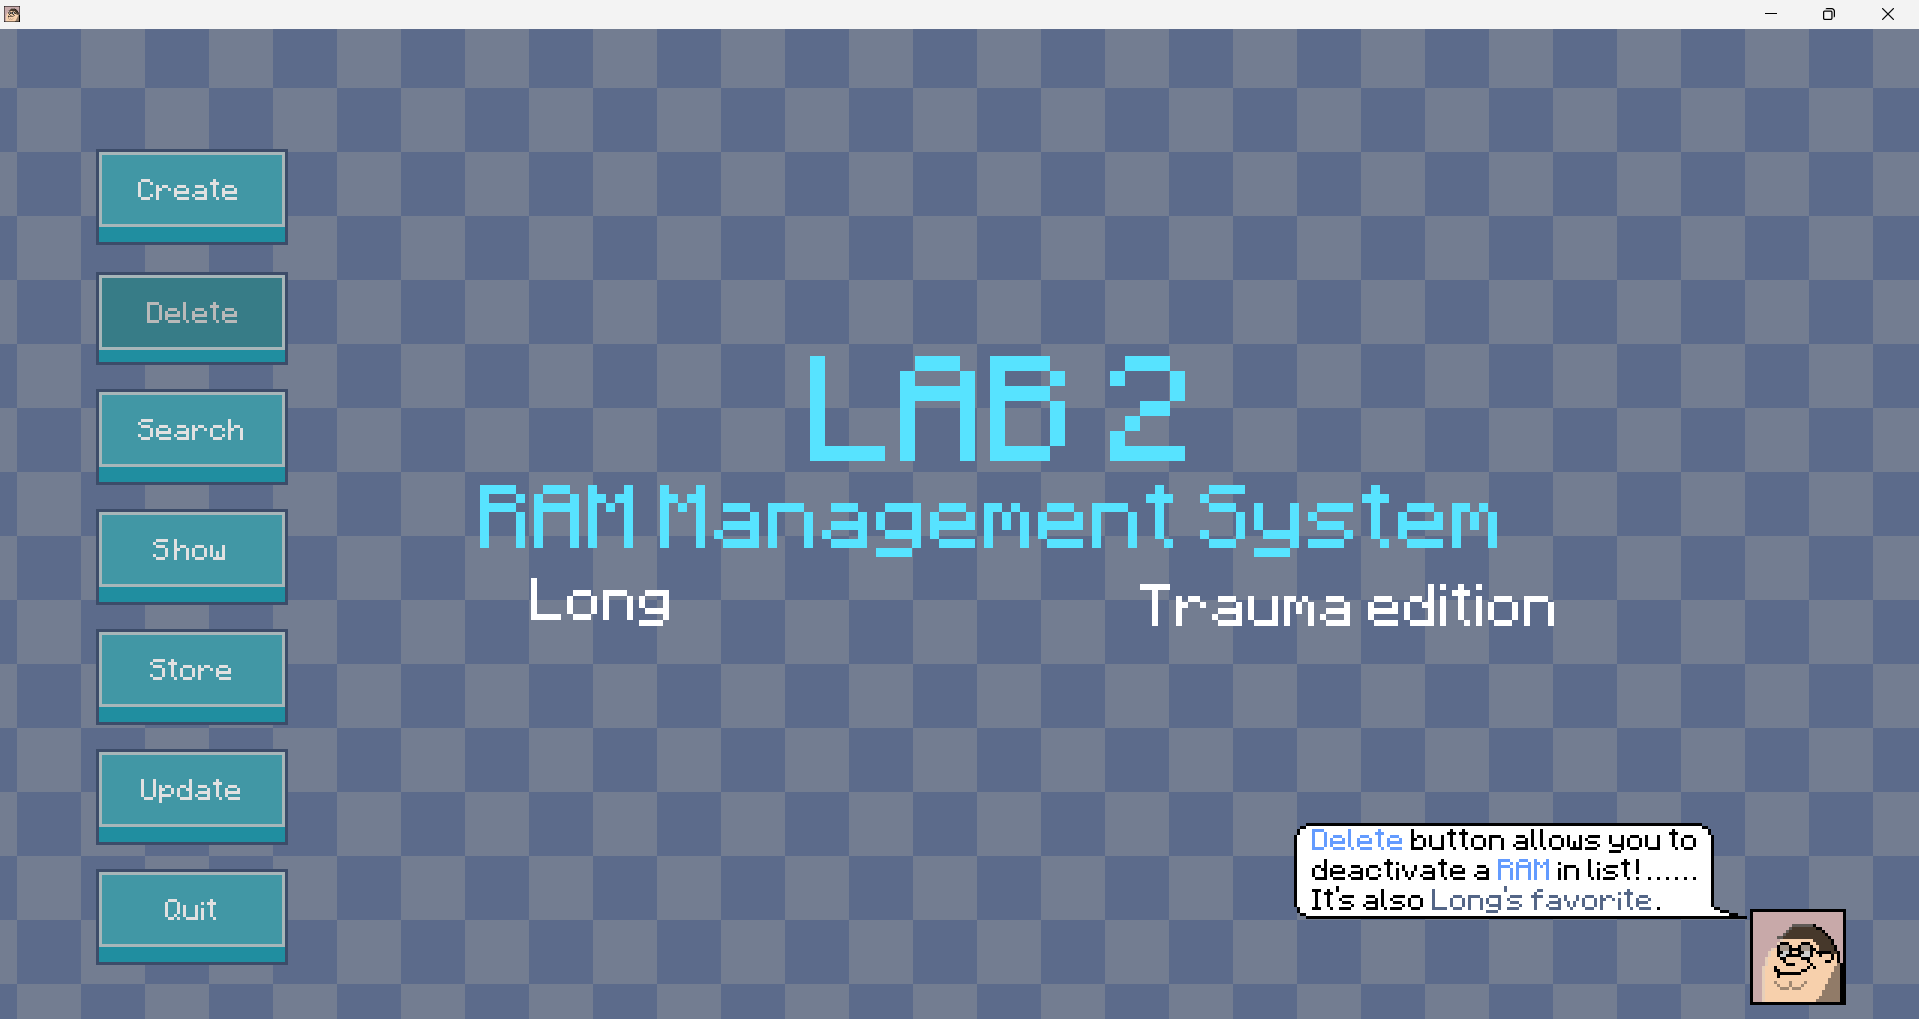 Create
Delete
Search
Show
Store
Update
Quit
LAB 2
RAM Management System
Long Trauma edition
Delete button allows you to
deactivate a RAM in list!......
It's also Long's favorite.